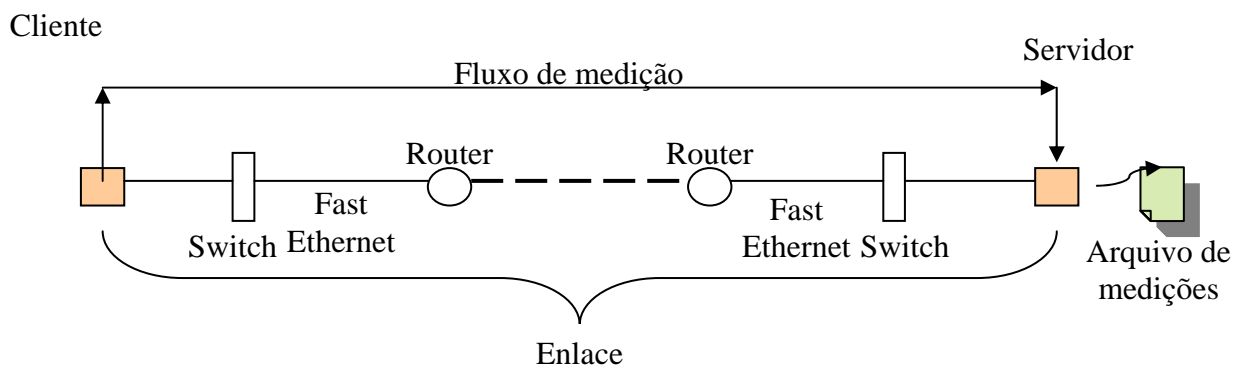 Cliente
Servidor
Fluxo de medição
Router
Router
Fast
Ethernet
Switch
Fast
Ethernet
Switch
Arquivo de
medições
Enlace